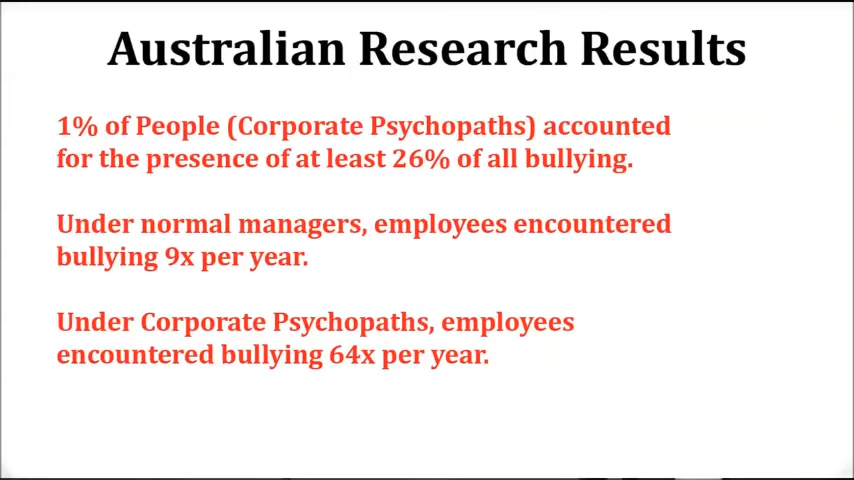 Australian Research Results
1% of People (Corporate Psychopaths) accounted
for the presence of at least 26% of all bullying.
Under normal managers, employees encountered
bullying 9x per year.
Under Corporate Psychopaths, employees
encountered bullying 64x per year.